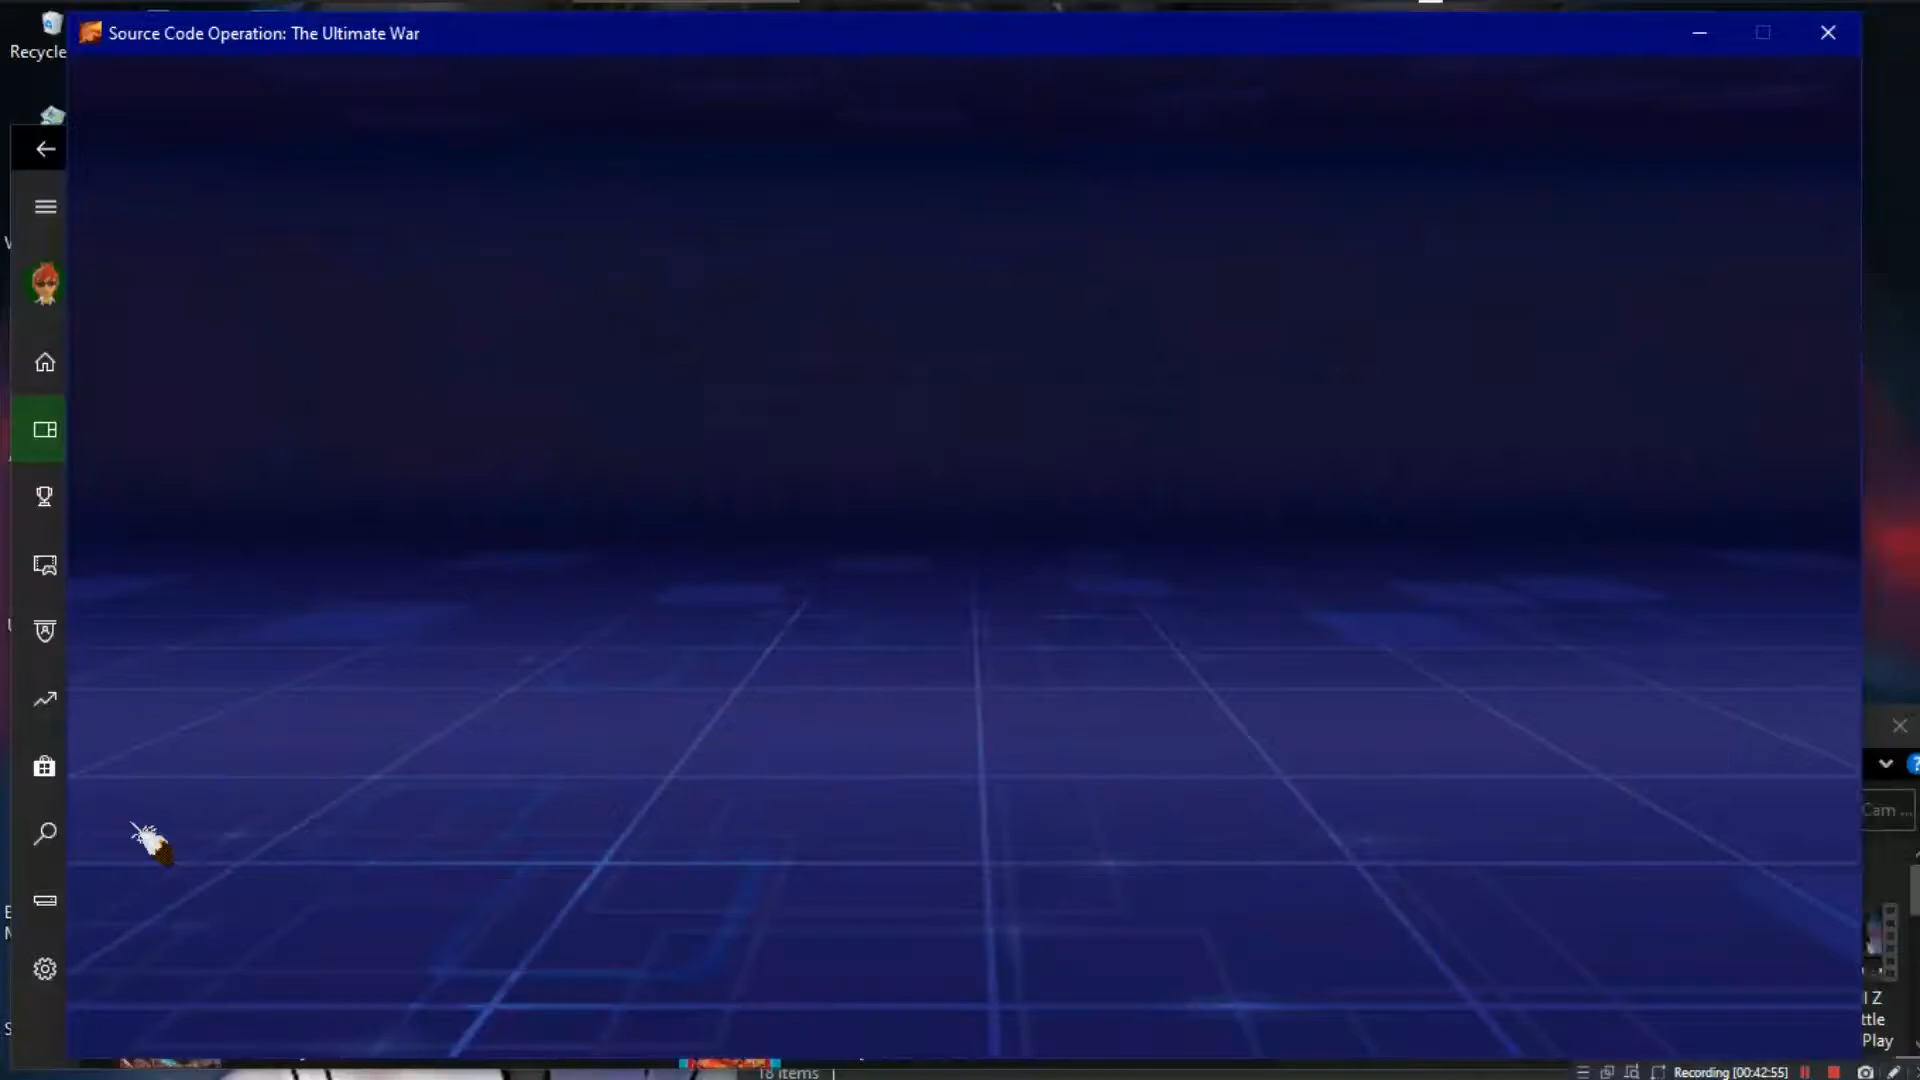 Source Code Operation: The Ultimate War
Recycle
Cam ...
l Z
ttle
Play
18 items
Recording [00:42:55]